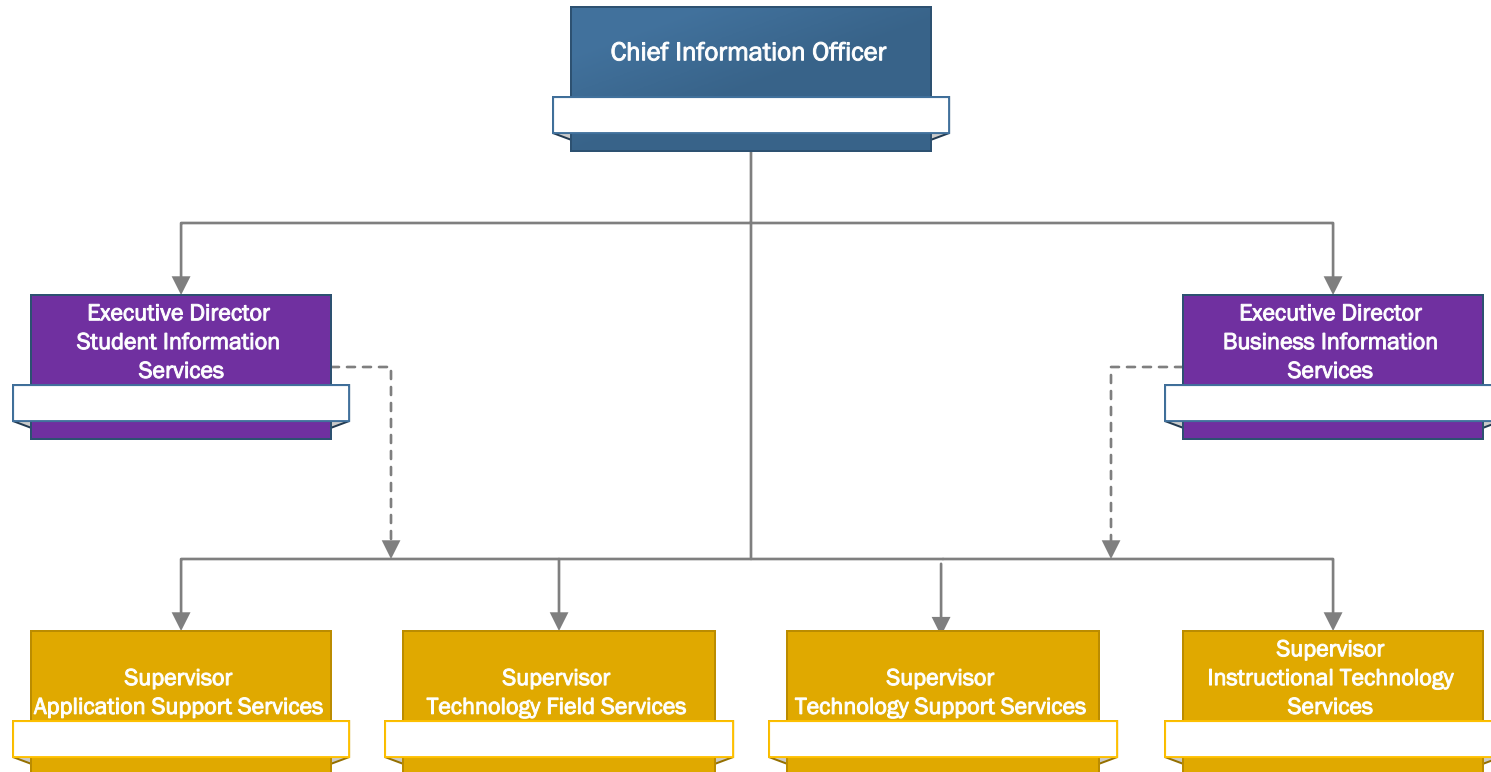 Chief Information Officer
Executive Director
Student Information
Services
Executive Director
Business Information
Services
Supervisor
Application Support Services
Supervisor
Technology Field Services
Supervisor
Technology Support Services
Supervisor
Instructional Technology
Services